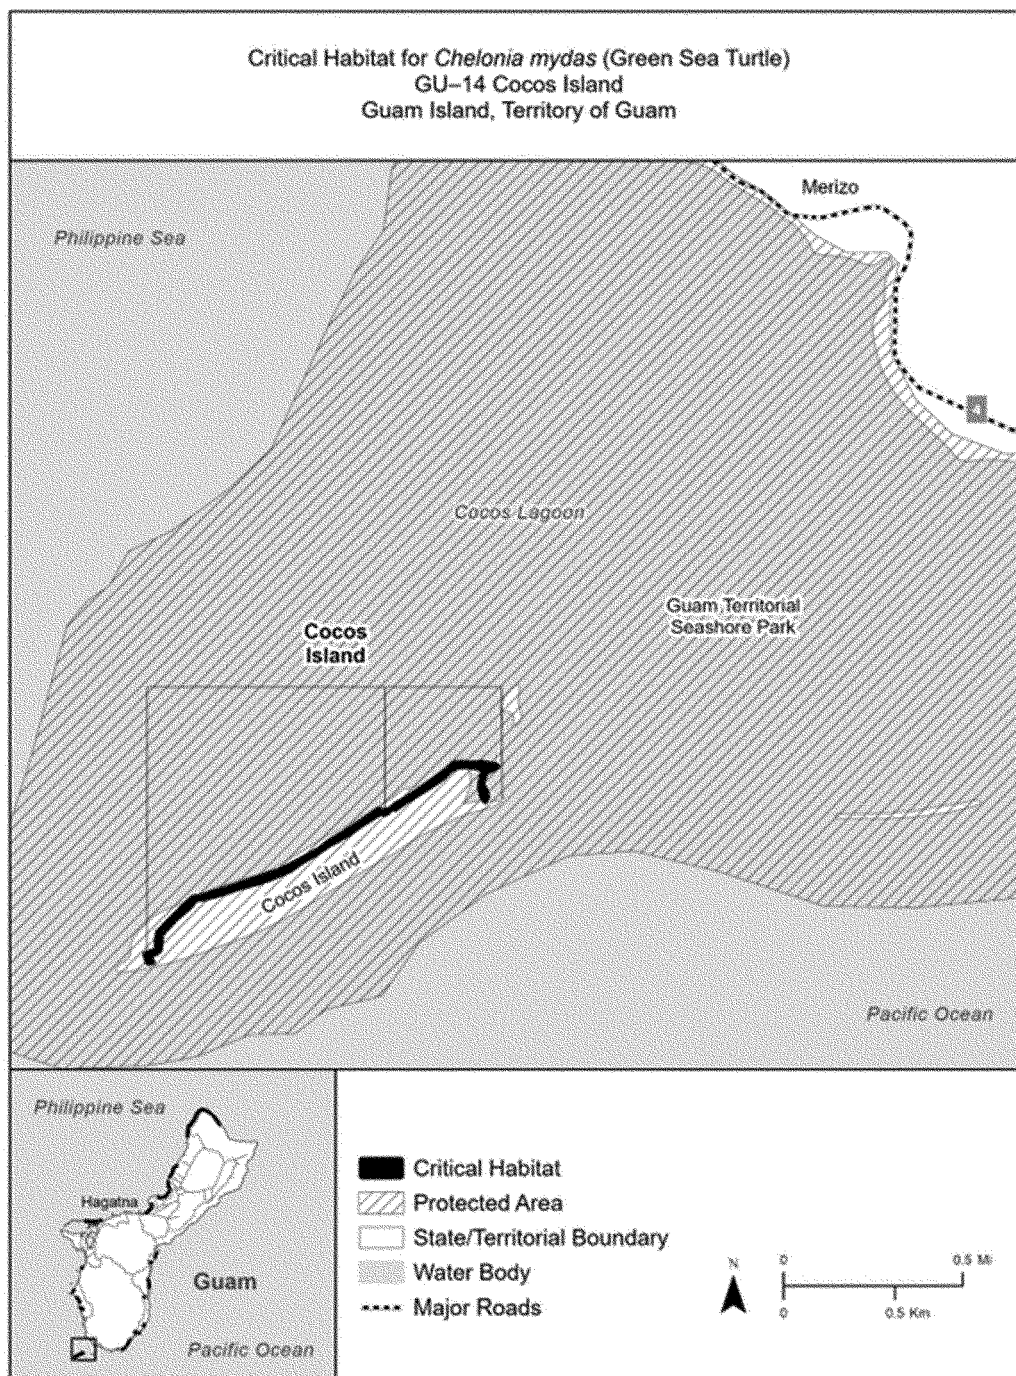 Critical Habitat for Chelonia mydas (Green Sea Turtle)
GU–14 Cocos Island
Guam Island, Territory of Guam
Merizo
Philippine Sea
4
Cocos Lagoon
Guam Territorial
Seashore Park
Cocos
Island
Cocos Island
Pacific Ocean
Philippine Sea
Hagatna
Guam
Pacific Ocean
Critical Habitat
Protected Area
State/Territorial Boundary
Water Body
Major Roads
N
0 0.5 Mi
0 0.5 Km